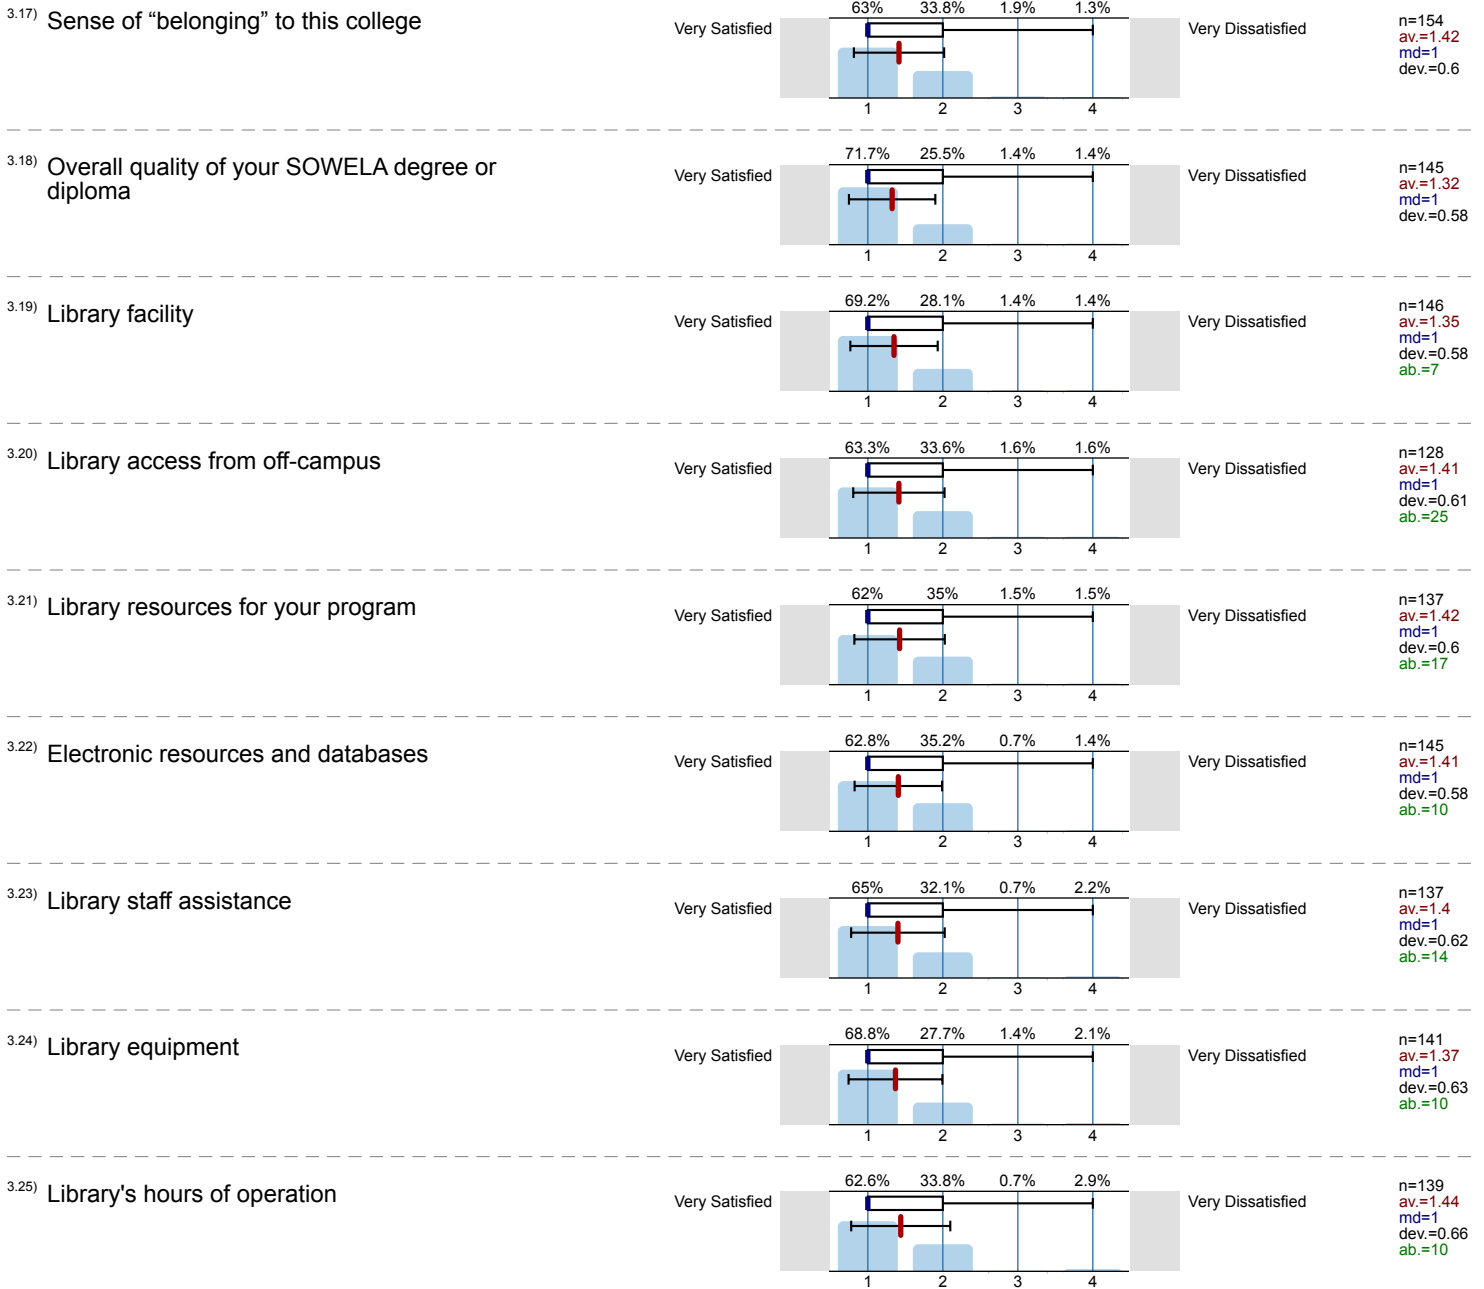 3.17) Sense of “belonging” to this college
Very Satisfied
63% 33.8% 1.9% 1.3%
1 2 3 4
Very Dissatisfied
n=154
av.=1.42
md=1
dev.=0.6
3.18) Overall quality of your SOWELA degree or
diploma
Very Satisfied
71.7% 25.5% 1.4% 1.4%
1 2 3 4
Very Dissatisfied
n=145
av.=1.32
md=1
dev.=0.58
3.19) Library facility
Very Satisfied
69.2% 28.1% 1.4% 1.4%
1 2 3 4
Very Dissatisfied
n=146
av.=1.35
md=1
dev.=0.58
ab.=7
3.20) Library access from off-campus
Very Satisfied
63.3% 33.6% 1.6% 1.6%
1 2 3 4
Very Dissatisfied
n=128
av.=1.41
md=1
dev.=0.61
ab.=25
3.21) Library resources for your program
Very Satisfied
62% 35% 1.5% 1.5%
1 2 3 4
Very Dissatisfied
n=137
av.=1.42
md=1
dev.=0.6
ab.=17
3.22) Electronic resources and databases
Very Satisfied
62.8% 35.2% 0.7% 1.4%
1 2 3 4
Very Dissatisfied
n=145
av.=1.41
md=1
dev.=0.58
ab.=10
3.23) Library staff assistance
Very Satisfied
65% 32.1% 0.7% 2.2%
1 2 3 4
Very Dissatisfied
n=137
av.=1.4
md=1
dev.=0.62
ab.=14
3.24) Library equipment
Very Satisfied
68.8% 27.7% 1.4% 2.1%
1 2 3 4
Very Dissatisfied
n=141
av.=1.37
md=1
dev.=0.63
ab.=10
3.25) Library's hours of operation
Very Satisfied
62.6% 33.8% 0.7% 2.9%
1 2 3 4
Very Dissatisfied
n=139
av.=1.44
md=1
dev.=0.66
ab.=10